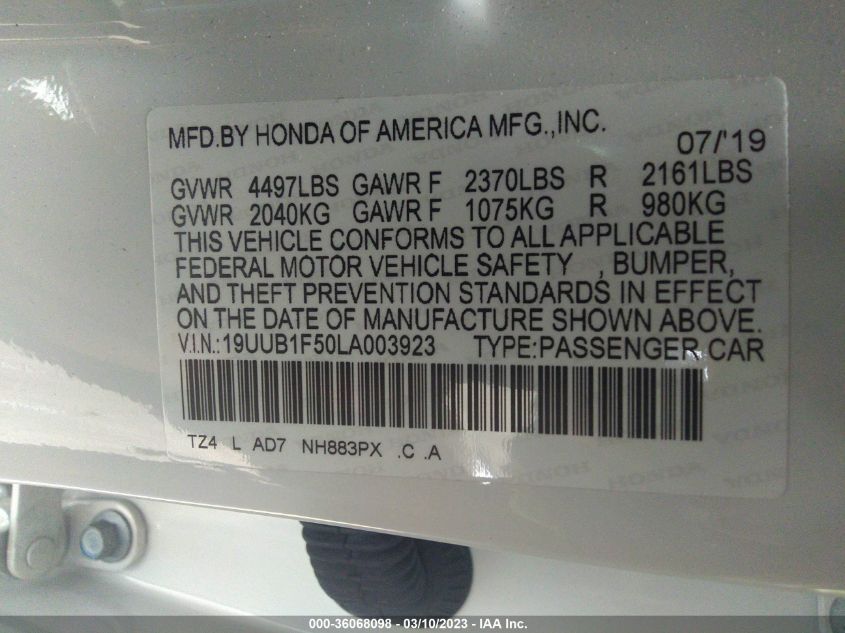 MFD.BY HONDA OF AMERICA MFG.,INC. 07/'19
GVWR 4497LBS GAWR F 2370LBS R 2161LBS
GVWR 2040KG GAWR F 1075KG R 980KG
THIS VEHICLE CONFORMS TO ALL APPLICABLE
FEDERAL MOTOR VEHICLE SAFETY , BUMPER,
AND THEFT PREVENTION STANDARDS IN EFFECT
ON THE DATE OF MANUFACTURE SHOWN ABOVE.
V.I.N.:19UUB1F50LA003923 TYPE:PASSENGER CAR
TZ4 L AD7 NH883PX .C .A
000-36068098 - 03/10/2023 - IAA Inc.